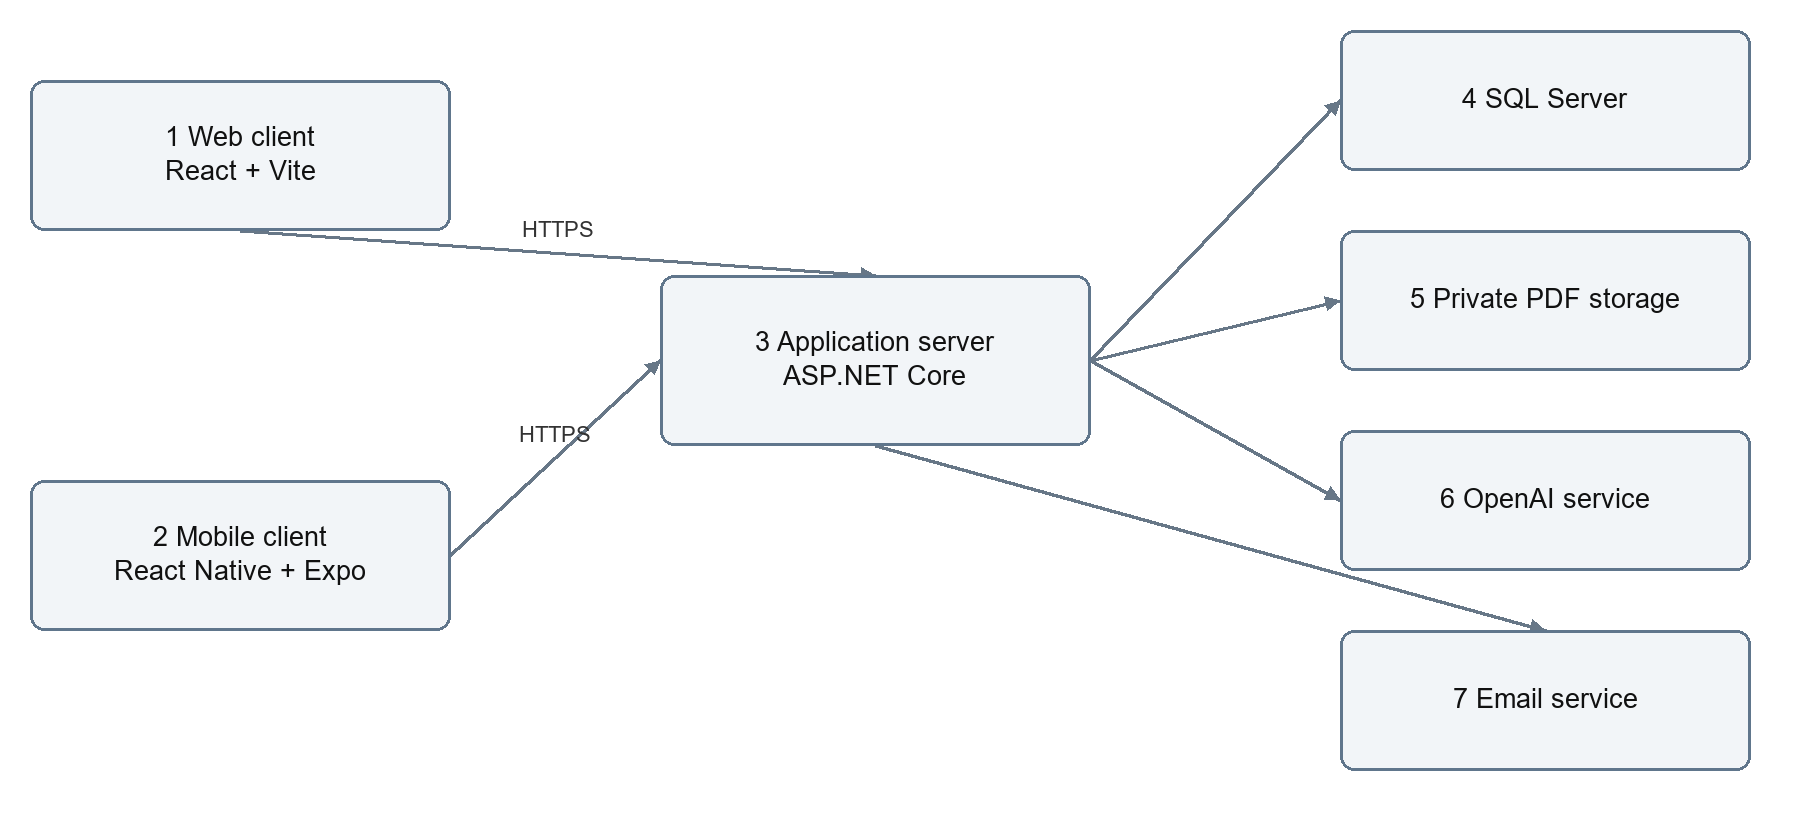 1 Web client
React + Vite
HTTPS
2 Mobile client
React Native + Expo
HTTPS
3 Application server
ASP.NET Core
4 SQL Server
5 Private PDF storage
6 OpenAI service
7 Email service